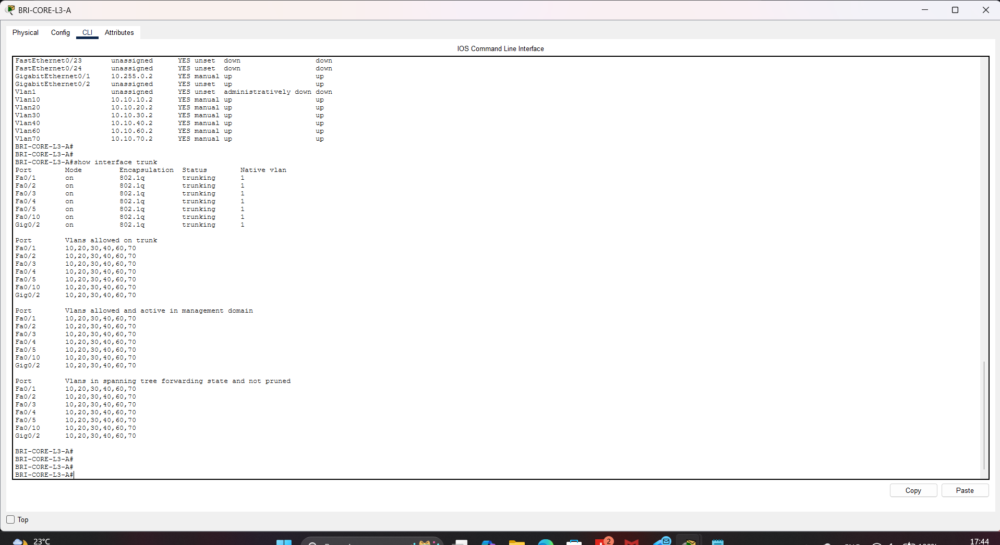 BRI-CORE-L3-A
Physical Config CLI Attributes
IOS Command Line Interface
FastEthernet0/23 unassigned YES unset down down
FastEthernet0/24 unassigned YES unset down down
GigabitEthernet0/1 10.255.0.2 YES manual up up
GigabitEthernet0/2 unassigned YES unset up up
Vlan1 unassigned YES unset administratively down down
Vlan10 10.10.10.2 YES manual up up
Vlan20 10.10.20.2 YES manual up up
Vlan30 10.10.30.2 YES manual up up
Vlan40 10.10.40.2 YES manual up up
Vlan60 10.10.60.2 YES manual up up
Vlan70 10.10.70.2 YES manual up up
BRI-CORE-L3-A#
BRI-CORE-L3-A#
BRI-CORE-L3-A#show interface trunk
Port Mode Encapsulation Status Native vlan
Fa0/1 on 802.1q trunking 1
Fa0/2 on 802.1q trunking 1
Fa0/3 on 802.1q trunking 1
Fa0/4 on 802.1q trunking 1
Fa0/5 on 802.1q trunking 1
Fa0/10 on 802.1q trunking 1
Gig0/2 on 802.1q trunking 1
Port Vlans allowed on trunk
Fa0/1 10,20,30,40,60,70
Fa0/2 10,20,30,40,60,70
Fa0/3 10,20,30,40,60,70
Fa0/4 10,20,30,40,60,70
Fa0/5 10,20,30,40,60,70
Fa0/10 10,20,30,40,60,70
Gig0/2 10,20,30,40,60,70
Port Vlans allowed and active in management domain
Fa0/1 10,20,30,40,60,70
Fa0/2 10,20,30,40,60,70
Fa0/3 10,20,30,40,60,70
Fa0/4 10,20,30,40,60,70
Fa0/5 10,20,30,40,60,70
Fa0/10 10,20,30,40,60,70
Gig0/2 10,20,30,40,60,70
Port Vlans in spanning tree forwarding state and not pruned
Fa0/1 10,20,30,40,60,70
Fa0/2 10,20,30,40,60,70
Fa0/3 10,20,30,40,60,70
Fa0/4 10,20,30,40,60,70
Fa0/5 10,20,30,40,60,70
Fa0/10 10,20,30,40,60,70
Gig0/2 10,20,30,40,60,70
BRI-CORE-L3-A#
BRI-CORE-L3-A#
BRI-CORE-L3-A#
BRI-CORE-L3-A#
Copy Paste
Top
23°C 2 17:44